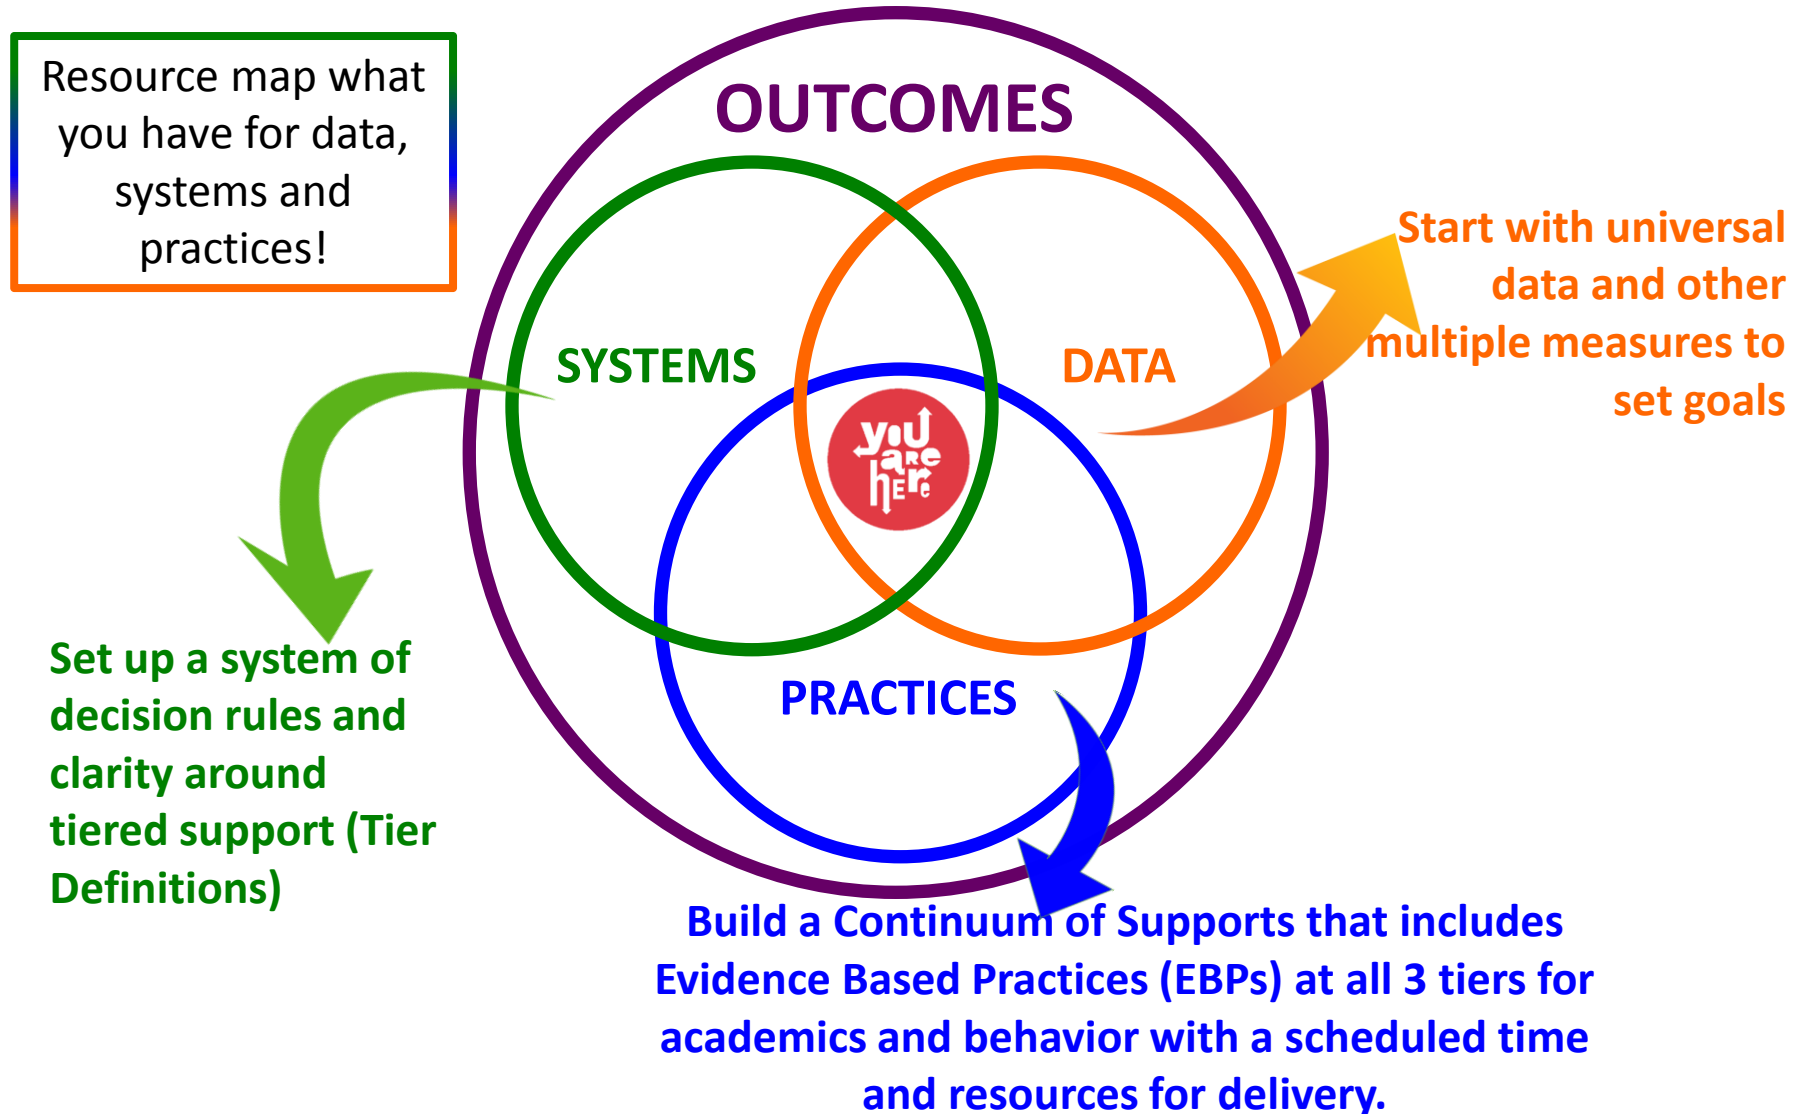 Resource map what
you have for data,
systems and
practices!
OUTCOMES
SYSTEMS
DATA
you
are
here
PRACTICES
Start with universal
data and other
multiple measures to
set goals
Set up a system of
decision rules and
clarity around
tiered support (Tier
Definitions)
Build a Continuum of Supports that includes
Evidence Based Practices (EBPs) at all 3 tiers for
academics and behavior with a scheduled time
and resources for delivery.